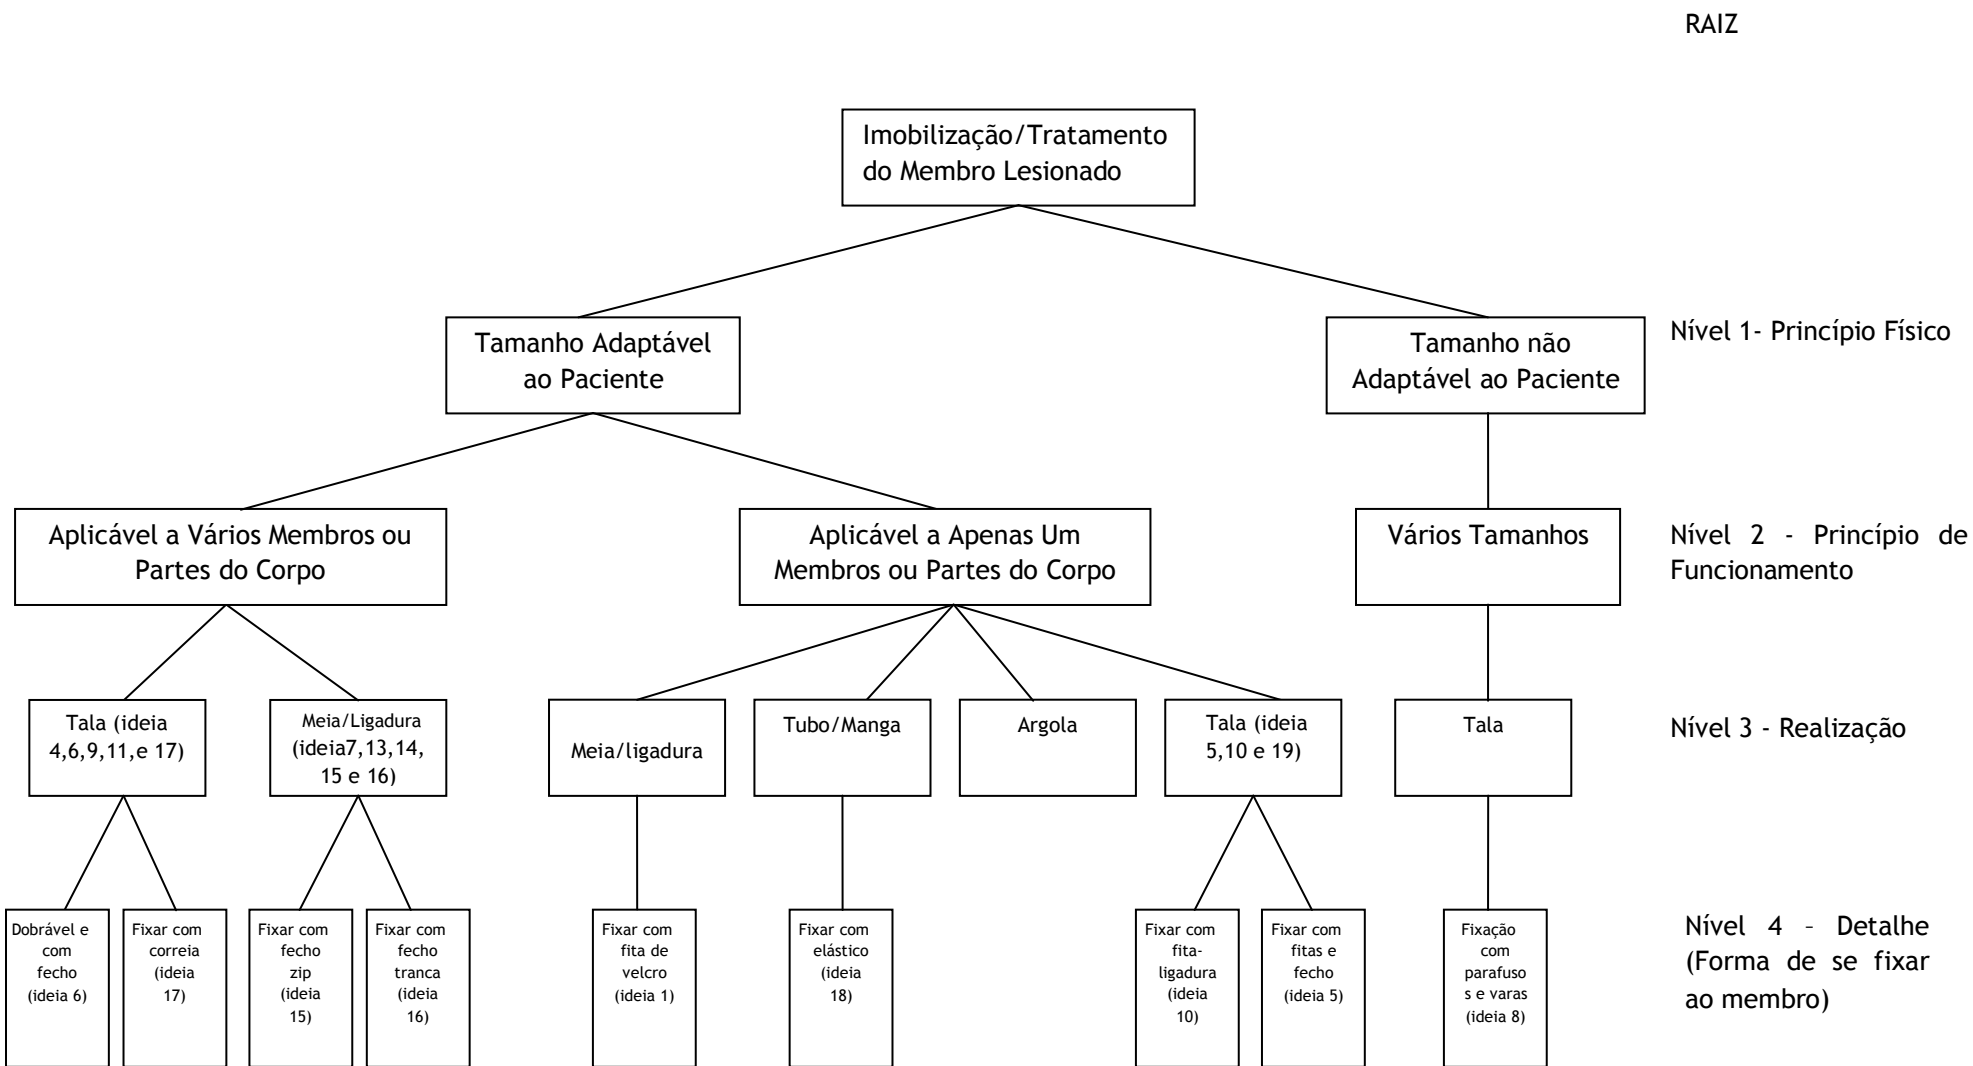 RAIZ
Imobilização/Tratamento
do Membro Lesionado
Tamanho Adaptável
ao Paciente
Tamanho não
Adaptável ao Paciente
Nível 1- Princípio Físico
Aplicável a Vários Membros ou
Partes do Corpo
Aplicável a Apenas Um
Membros ou Partes do Corpo
Vários Tamanhos
Nível 2 - Princípio de
Funcionamento
Tala (ideia
4,6,9,11,e 17)
Meia/Ligadura
(ideia7,13,14,
15 e 16)
Meia/ligadura
Tubo/Manga
Argola
Tala (ideia
5,10 e 19)
Tala
Nível 3 - Realização
Dobrável e
com
fecho
(ideia 6)
Fixar com
correia
(ideia
17)
Fixar com
fecho
zip
(ideia
15)
Fixar com
fecho
tranca
(ideia
16)
Fixar com
fita de
velcro
(ideia 1)
Fixar com
elástico
(ideia
18)
Fixar com
fita-
ligadura
(ideia
10)
Fixar com
fitas e
fecho
(ideia 5)
Fixação
com
parafuso
s e varas
(ideia 8)
Nível 4 – Detalhe
(Forma de se fixar
ao membro)